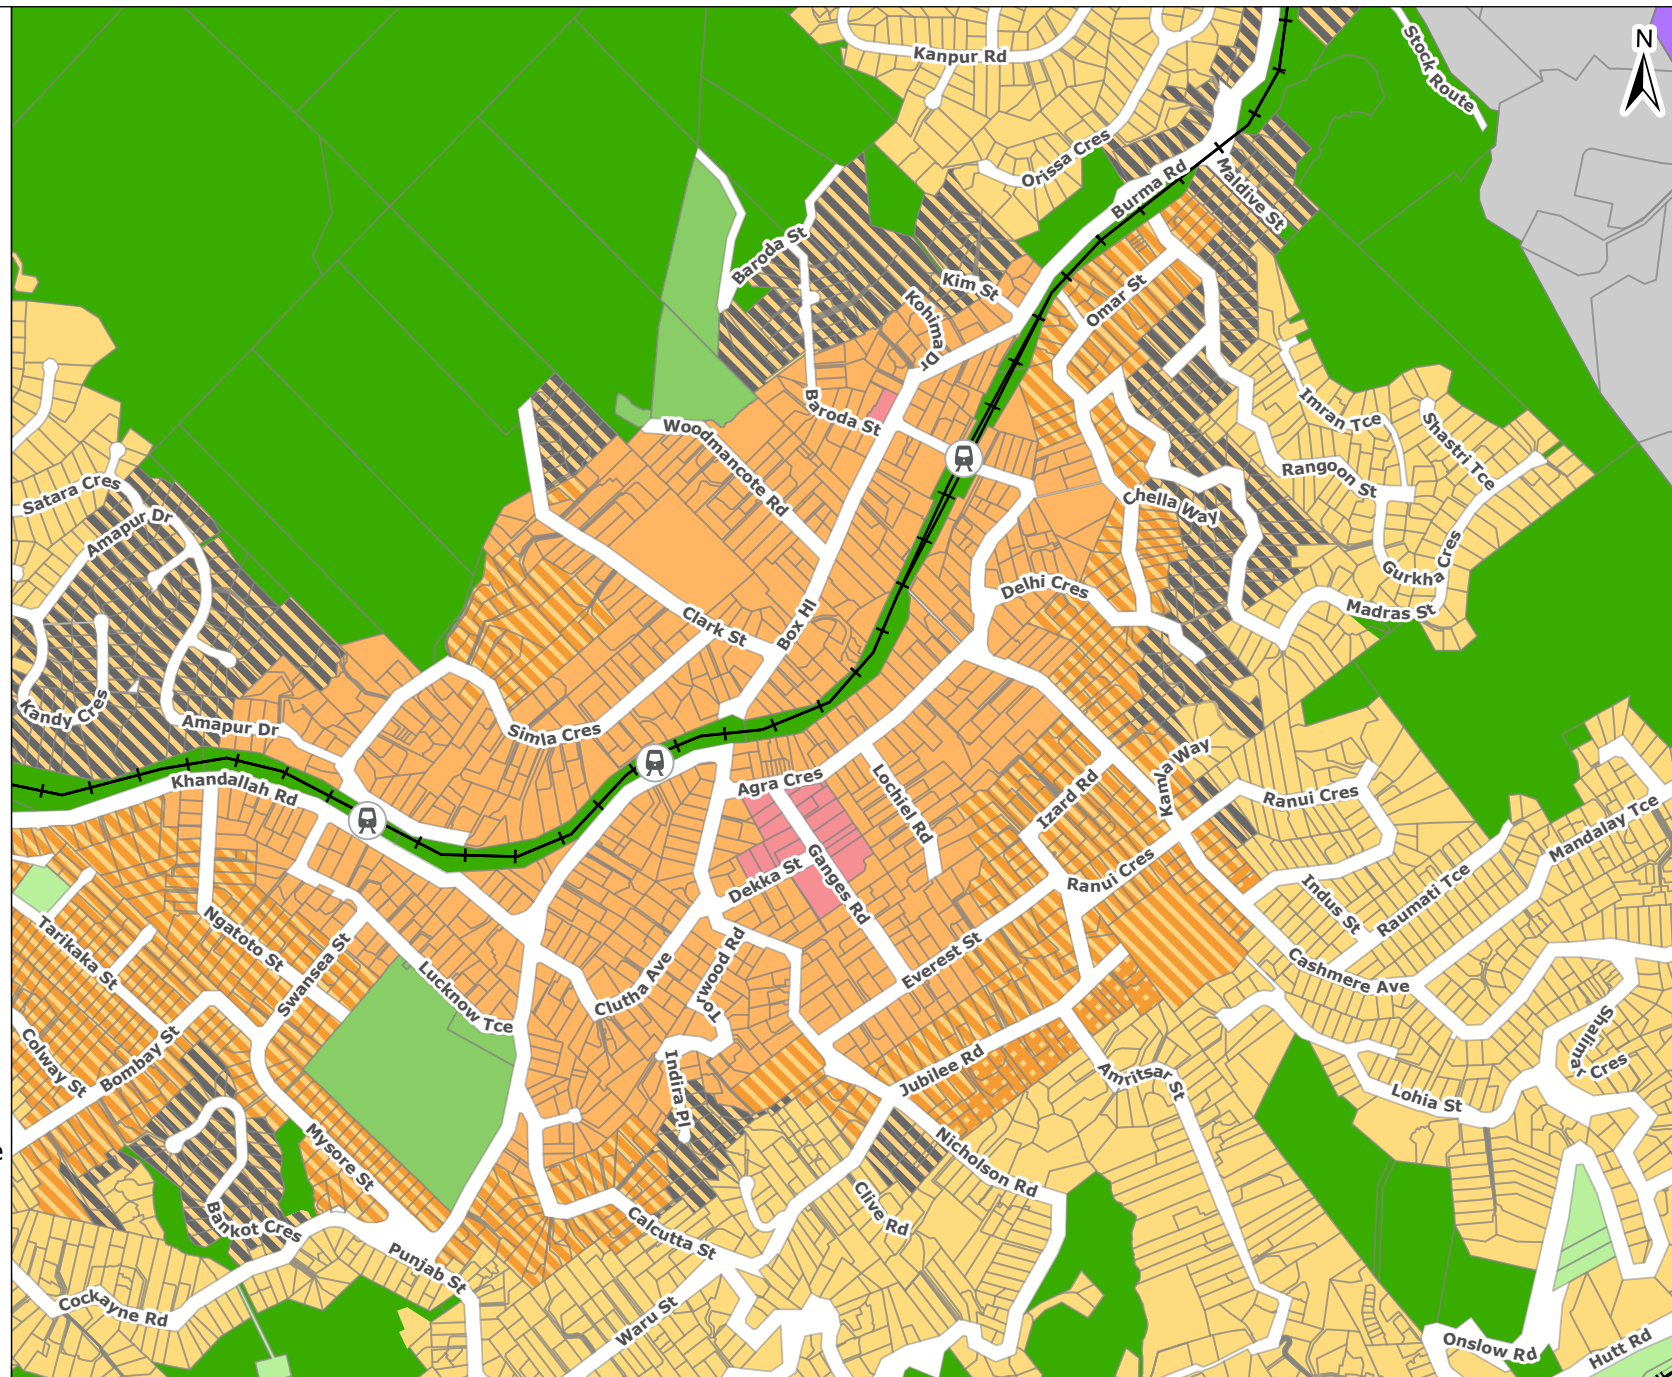 Kanpur Rd
N
Stock Route
Orissa Cres
Burma Rd
Maldive St
Baroda St
Kim St
Kohima Dr
Omar St
Baroda St
Imran Tce
Shastri Tce
Woodmancote Rd
Rangoon St
Satara Cres
Amapur Dr
Chella Way
Gurkha Cres
Delhi Cres
Madras St
Clark St
Box Hl
Kandy Cres
Amapur Dr
Simla Cres
Khandallah Rd
Agra Cres
Lochiel Rd
Izard Rd
Kamya Way
Ranui Cres
Mandalay Tce
Dekka St
Ganges Rd
Ranui Cres
Indus St
Raumati Tce
Tarikaka St
Ngatoto St
Swansea St
Lucknow Tce
Clutha Ave
rwood Rd
Everest St
Cashmere Ave
Colway St
Bombay St
Indira Pl
Jubilee Rd
Amritsar St
Shalimar Cres
Lohia St
Mysore St
Nicholson Rd
Clive Rd
Bankot Cres
Calcutta St
Punjab St
Cockayne Rd
Waru St
Onslow Rd
Hutt Rd